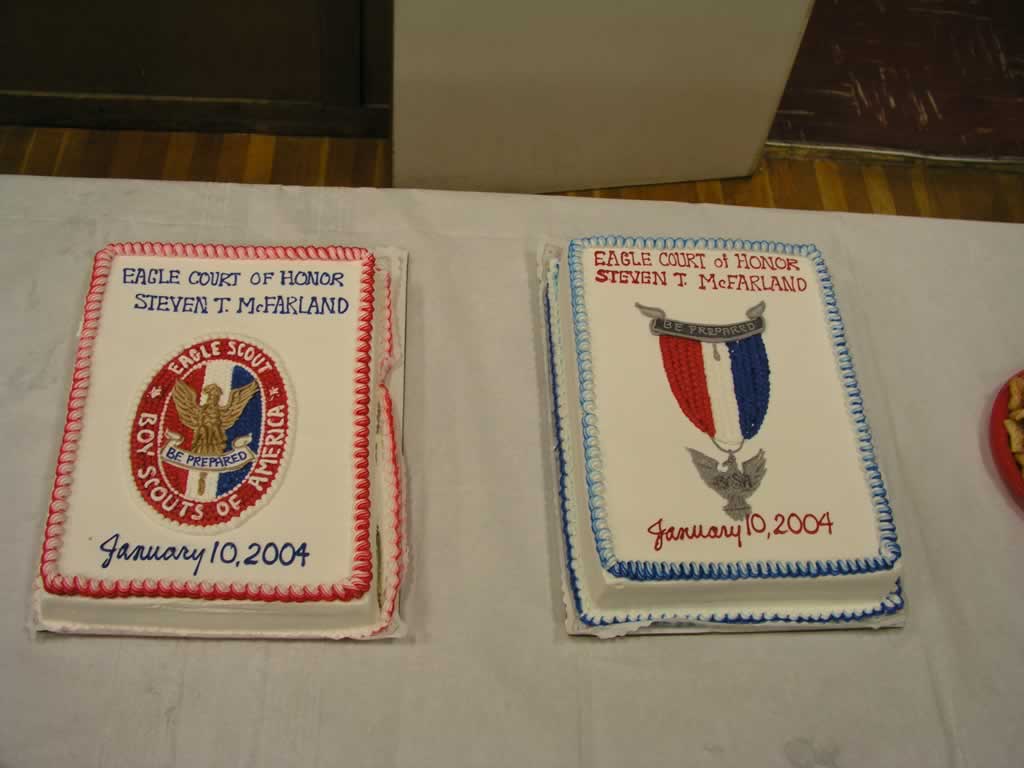 EAGLE COURT OF HONOR
STEVEN T. McFARLAND
EAGLE SCOUT
BE PREPARED
BOY SCOUTS OF AMERICA
January 10, 2004
EAGLE COURT of HONOR
STEVEN T. McFARLAND
BE PREPARED
BSA
January 10, 2004